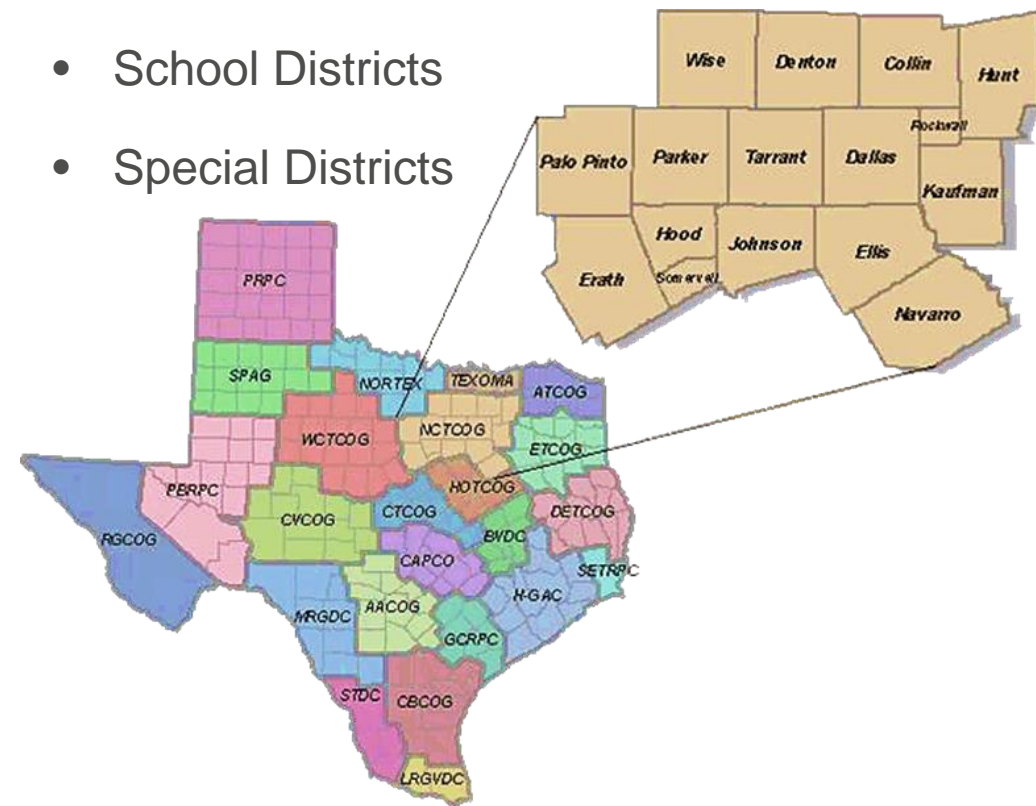 • School Districts
• Special Districts
Wise Denton Collin Hunt
Rockwall
Palo Pinto Parker Tarrant Dallas
Kaufman
Hood Johnson Ellis
Erath Somervell
Navarro
PRPC
SPAG NORTEX TEXOMA ATCOG
WCTCOG NCTCOG ETCOG
PBRPC HOTCOG
RGCOG CVCOG CTCOG BVDC DETCOG
CAPCO SETRPC
MRGDC AACOG H-GAC
GCRPC
STDC CBCOG
LRGVDC